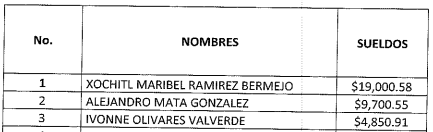 No. NOMBRES SUELDOS
1 XOCHITL MARIBEL RAMIREZ BERMEJO $19,000.58
2 ALEJANDRO MATA GONZALEZ $9,700.55
3 IVONNE OLIVARES VALVERDE $4,850.91